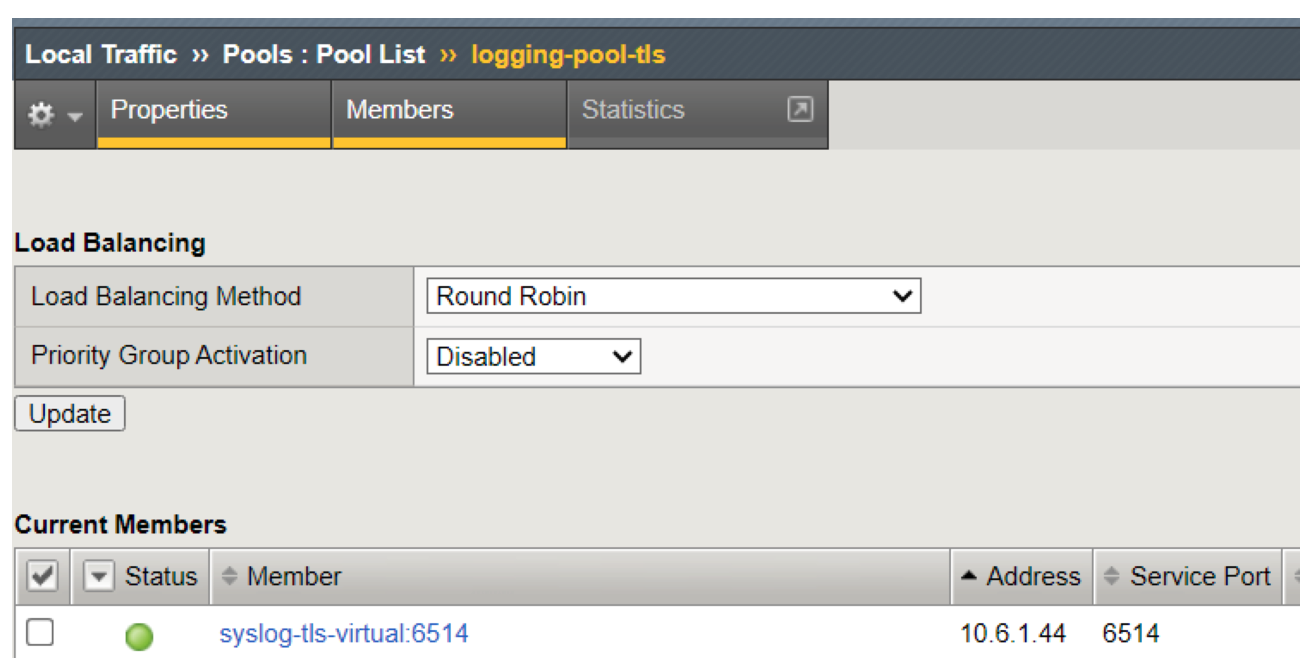 Local Traffic ›› Pools : Pool List ›› logging-pool-tls
Properties Members Statistics
Load Balancing
Load Balancing Method Round Robin
Priority Group Activation Disabled
Update
Current Members
Status Member Address Service Port
syslog-tls-virtual:6514 10.6.1.44 6514